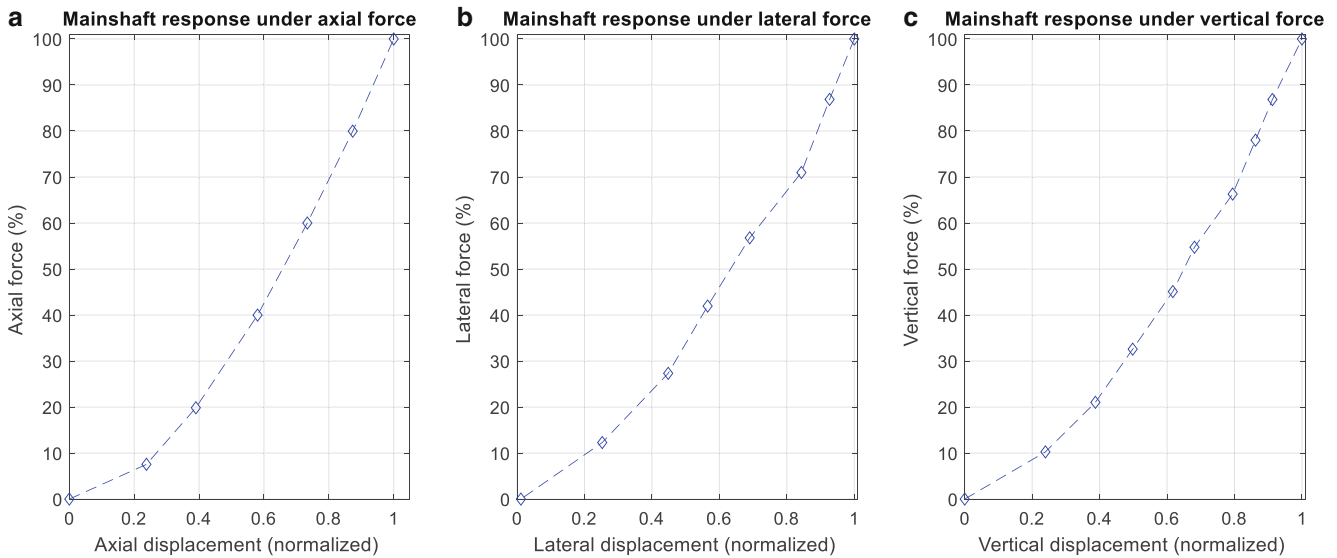 a Mainshaft response under axial force
100
90
80
70
60
50
40
30
20
10
0
Axial force (%)
0 0.2 0.4 0.6 0.8 1
Axial displacement (normalized)
b Mainshaft response under lateral force
100
90
80
70
60
50
40
30
20
10
0
Lateral force (%)
0 0.2 0.4 0.6 0.8 1
Lateral displacement (normalized)
c Mainshaft response under vertical force
100
90
80
70
60
50
40
30
20
10
0
Vertical force (%)
0 0.2 0.4 0.6 0.8 1
Vertical displacement (normalized)